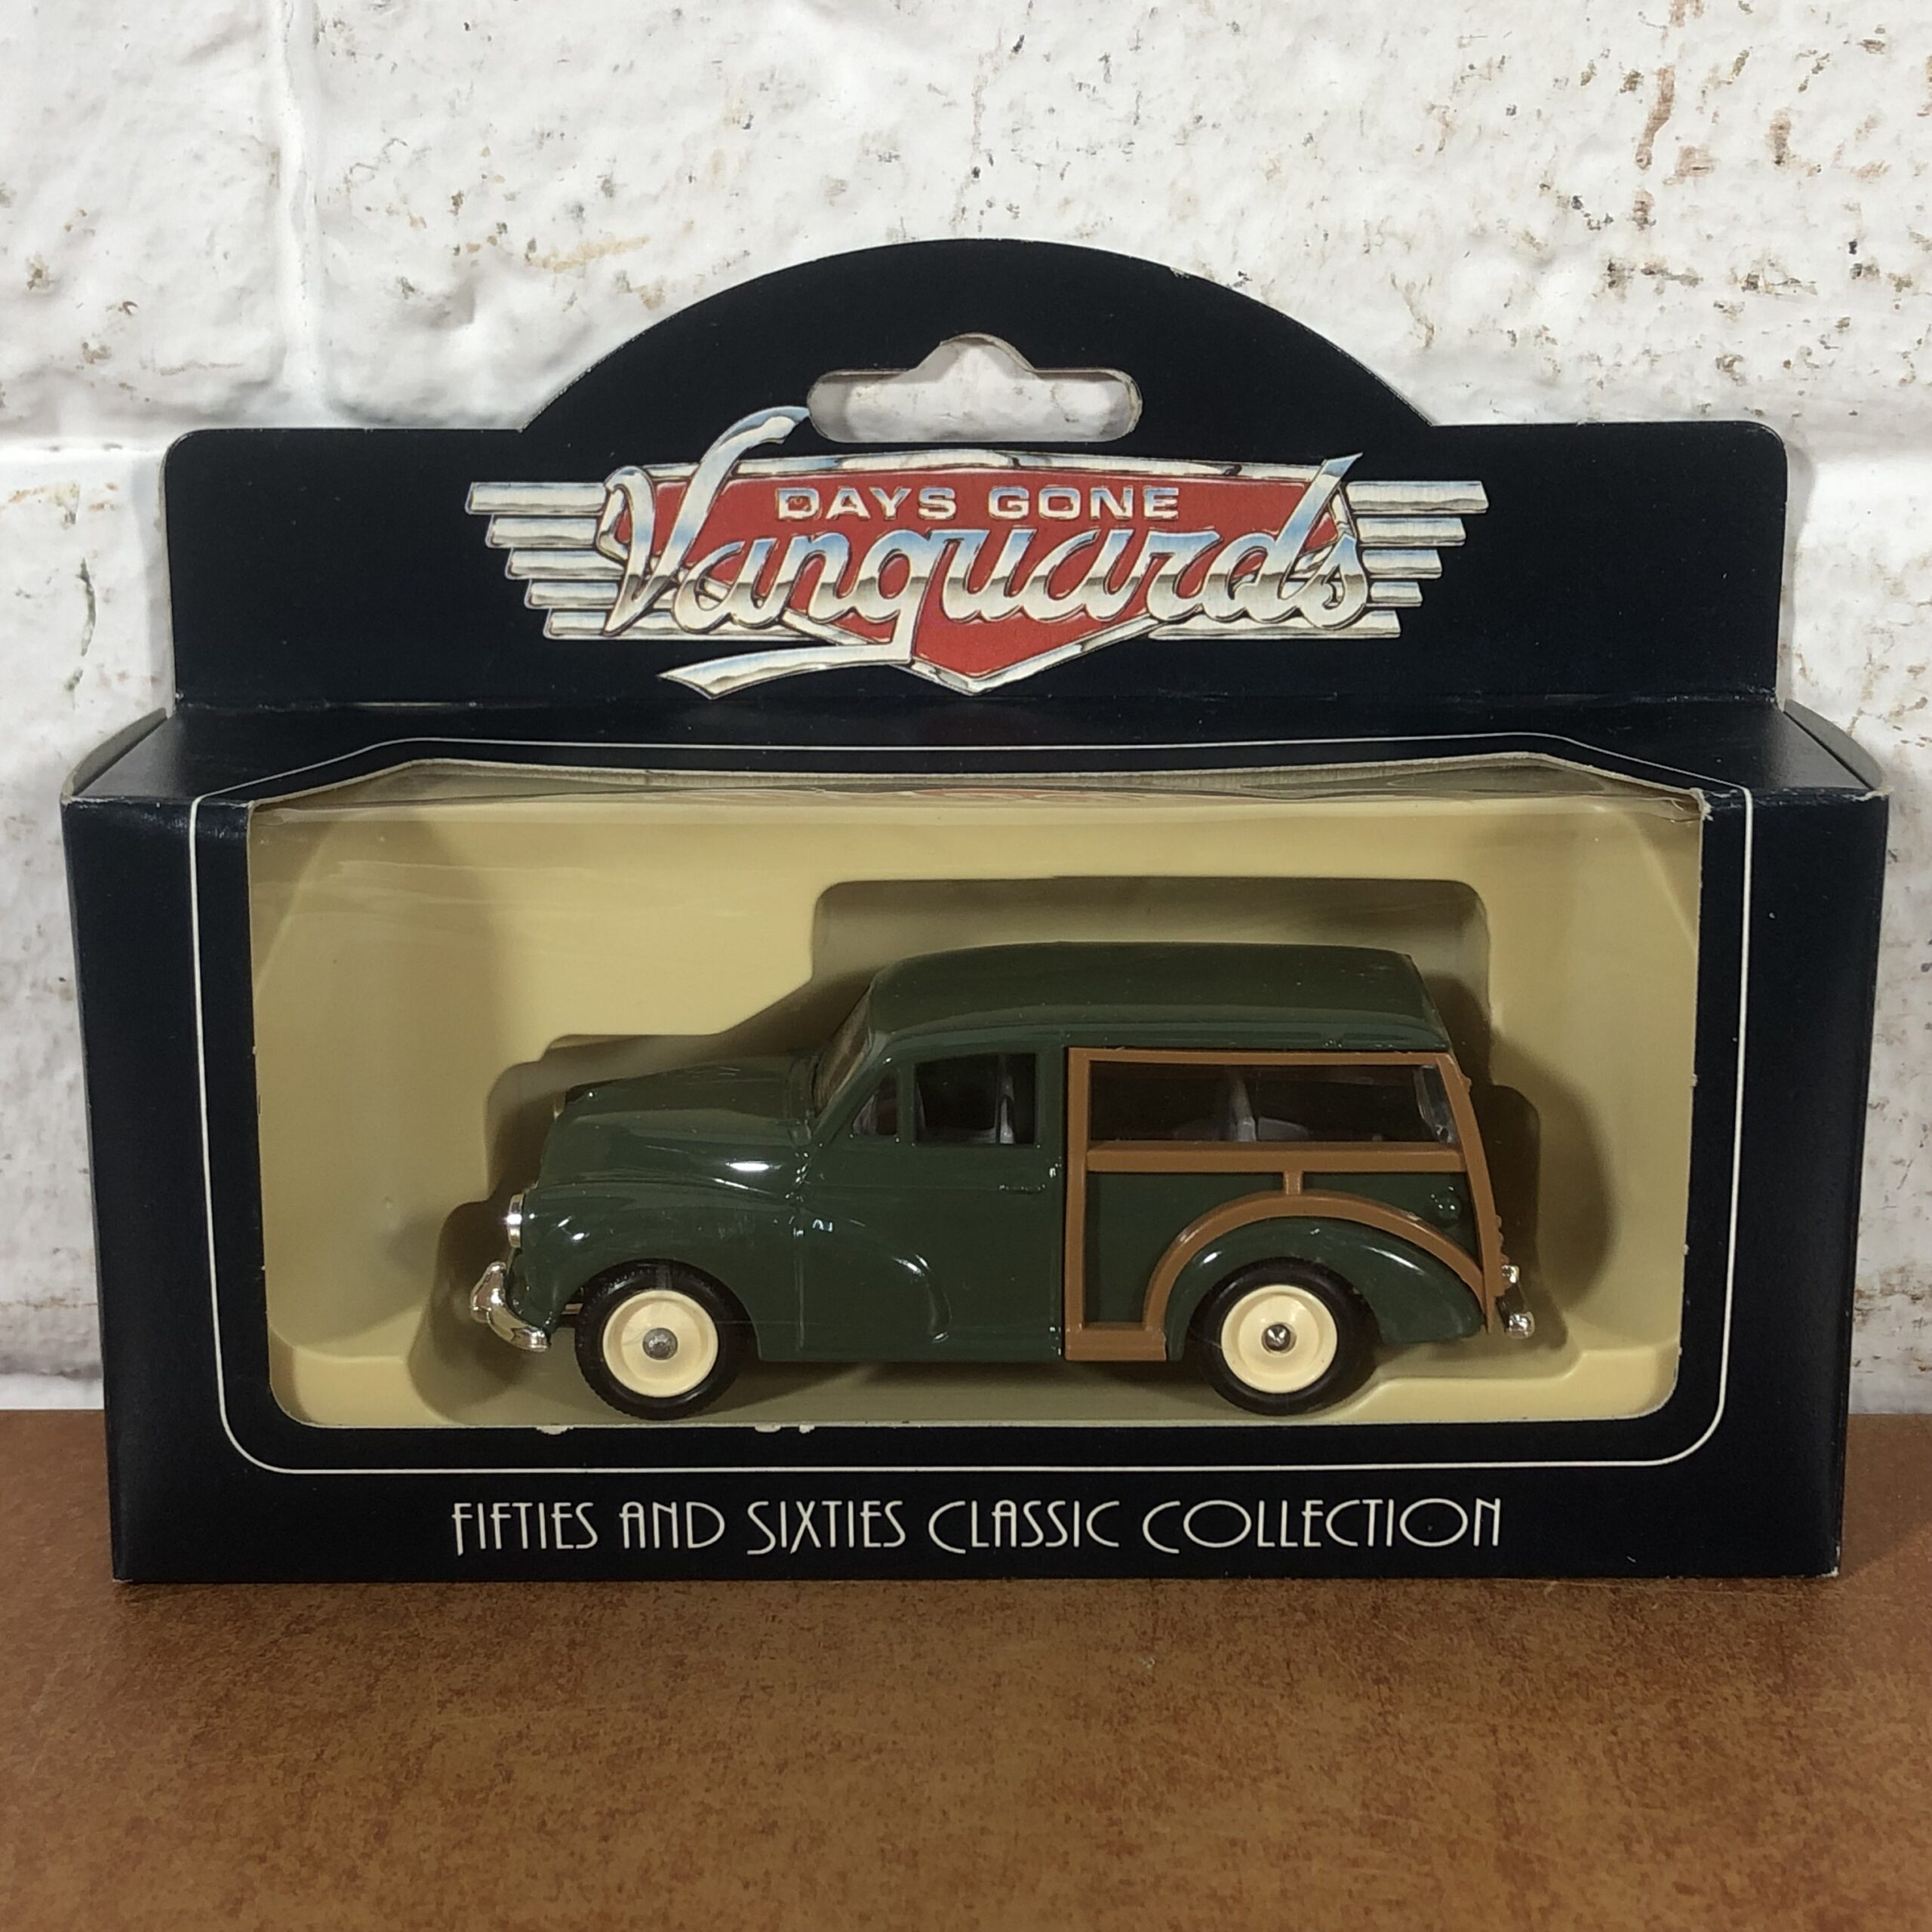 DAYS GONE
Vanguards
FIFTIES AND SIXTIES CLASSIC COLLECTION